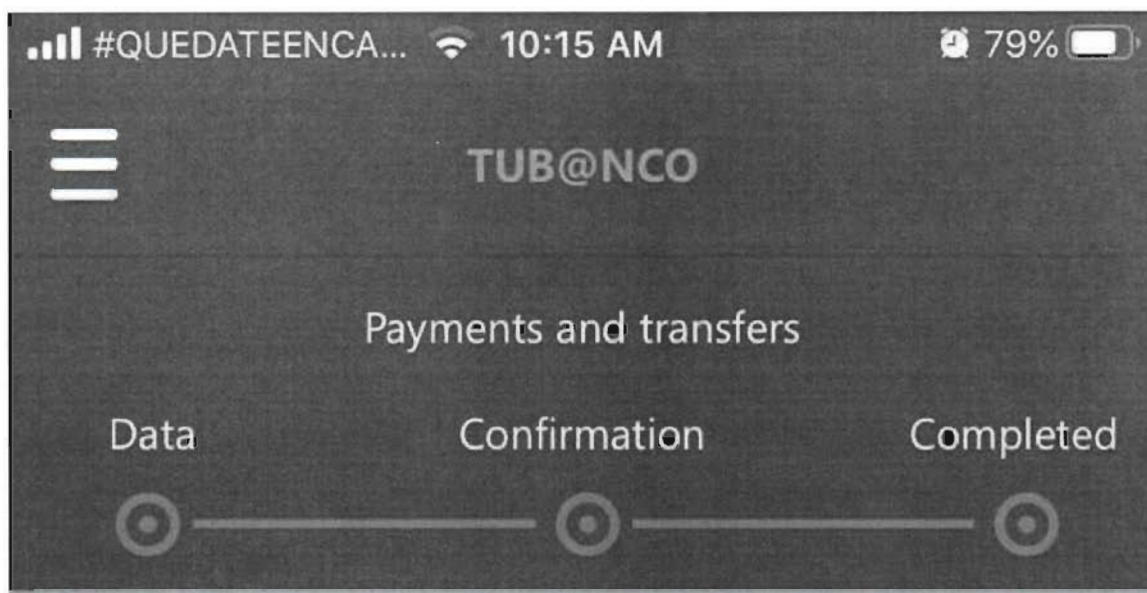 #QUEDATEENCA... 10:15 AM 79%
TUB@NCO
Payments and transfers
Data Confirmation Completed